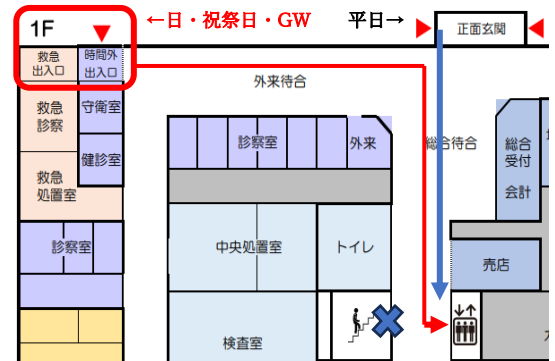 1F
←日・祝祭日・GW
平日→
正面玄関
救急
出入口
時間外
出入口
外来待合
救急
診察
守衛室
健診室
救急
処置室
診察室
診察室
外来
総合待合
総合
受付
会計
中央処置室
トイレ
売店
検査室